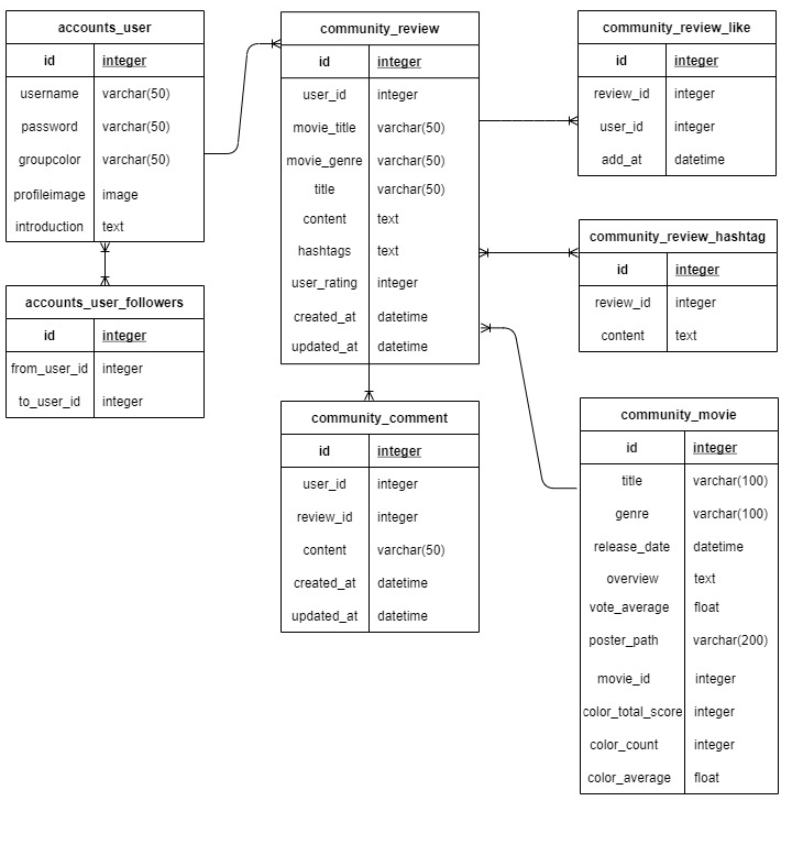 accounts_user
id integer
username varchar(50)
password varchar(50)
groupcolor varchar(50)
profileimage image
introduction text
accounts_user_followers
id integer
from_user_id integer
to_user_id integer
community_review
id integer
user_id integer
movie_title varchar(50)
movie_genre varchar(50)
title varchar(50)
content text
hashtags text
user_rating integer
created_at datetime
updated_at datetime
community_comment
id integer
user_id integer
review_id integer
content varchar(50)
created_at datetime
updated_at datetime
community_review_like
id integer
review_id integer
user_id integer
add_at datetime
community_review_hashtag
id integer
review_id integer
content text
community_movie
id integer
title varchar(100)
genre varchar(100)
release_date datetime
overview text
vote_average float
poster_path varchar(200)
movie_id integer
color_total_score integer
color_count integer
color_average float